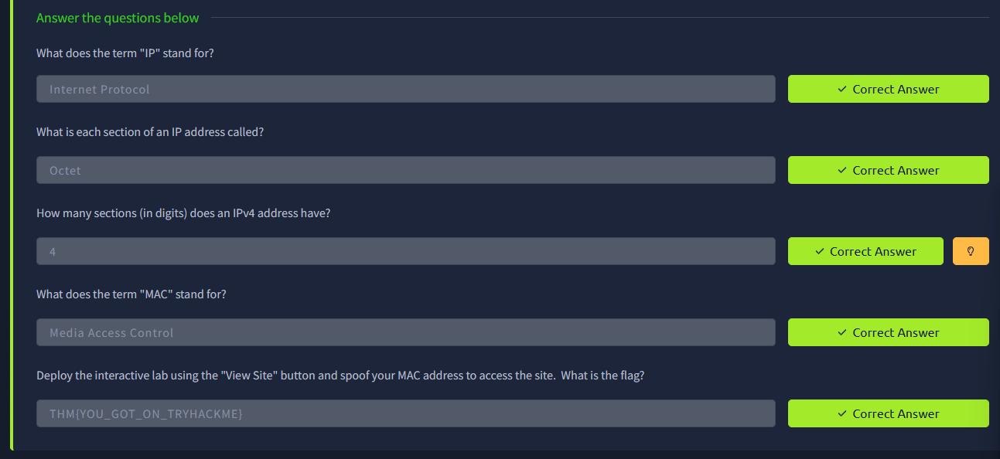 Answer the questions below
What does the term "IP" stand for?
Internet Protocol
Correct Answer
What is each section of an IP address called?
Octet
Correct Answer
How many sections (in digits) does an IPv4 address have?
4
Correct Answer
What does the term "MAC" stand for?
Media Access Control
Correct Answer
Deploy the interactive lab using the "View Site" button and spoof your MAC address to access the site.  What is the flag?
THM{YOU_GOT_ON_TRYHACKME}
Correct Answer